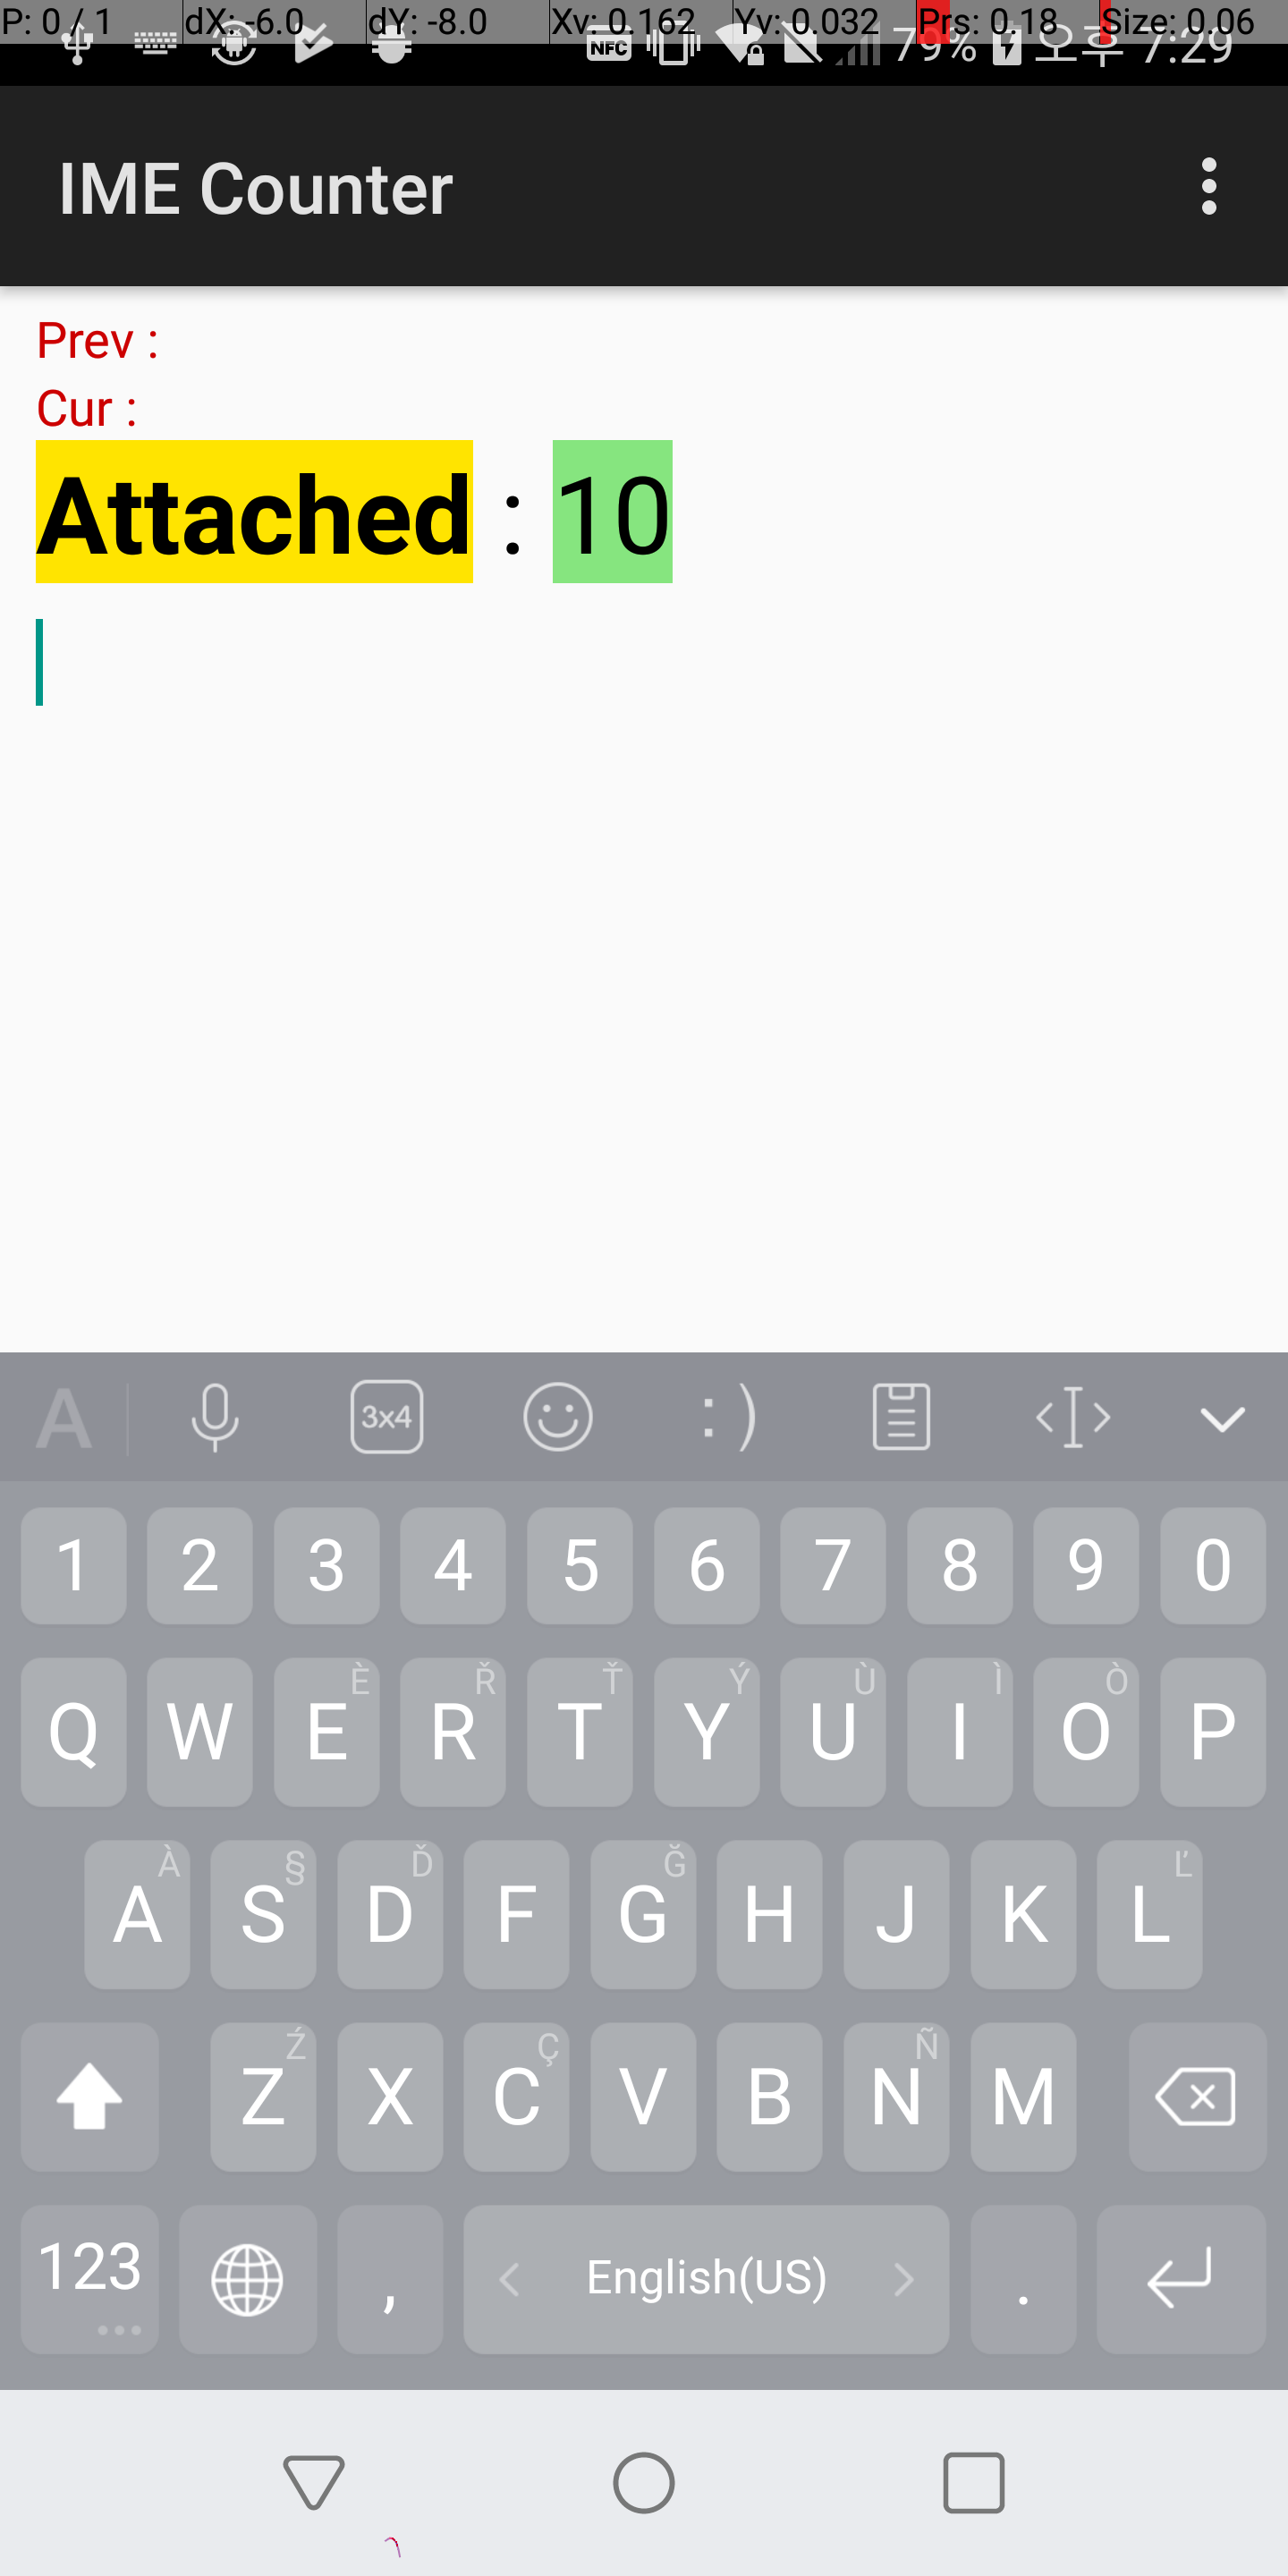 P: 0 / 1 dX: -6.0 dY: -8.0 Xv: 0.162 Yv: 0.032 Prs: 0.18 Size: 0.06
NFC 79% 오후 7:29
IME Counter
Prev :
Cur :
Attached : 10
A 3x4 : )
1 2 3 4 5 6 7 8 9 0
È Ř Ť Ý Ù Ì Ò
Q W E R T Y U I O P
À § Ď Ğ Ľ
A S D F G H J K L
Ź Ç Ñ
Z X C V B N M
123 , < English(US) > .